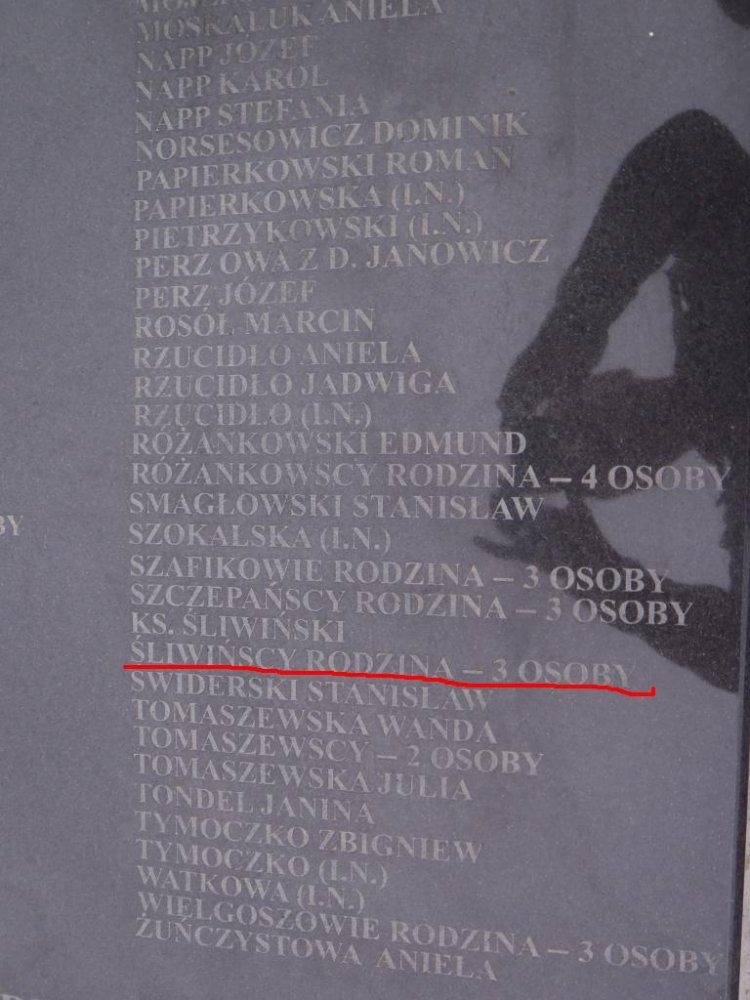 MOSKALUK ANIELA
NAPP JÓZEF
NAPP KAROL
NAPP STEFANIA
NORSESOWICZ DOMINIK
PAPIERKOWSKI ROMAN
PAPIERKOWSKA (I.N.)
PIETRZYKOWSKI (I.N.)
PERZ OWA Z D. JANOWICZ
PERZ JÓZEF
ROSÓŁ MARCIN
RZUCIDŁO ANIELA
RZUCIDŁO JADWIGA
RZUCIDŁO (I.N.)
RÓŻANKOWSKI EDMUND
RÓŻANKOWSCY RODZINA – 4 OSOBY
SMAGŁOWSKI STANISŁAW
SZOKALSKA (I.N.)
SZAFIKOWIE RODZINA – 3 OSOBY
SZCZEPAŃSCY RODZINA – 3 OSOBY
KS. ŚLIWIŃSKI
ŚLIWIŃSCY RODZINA – 3 OSOBY
ŚWIDERSKI STANISŁAW
TOMASZEWSKA WANDA
TOMASZEWSCY – 2 OSOBY
TOMASZEWSKA JULIA
TONDEL JANINA
TYMOCZKO ZBIGNIEW
TYMOCZKO (I.N.)
WATKOWA (I.N.)
WIELGOSZOWIE RODZINA – 3 OSOBY
ŻUŃCZYSTOWA ANIELA